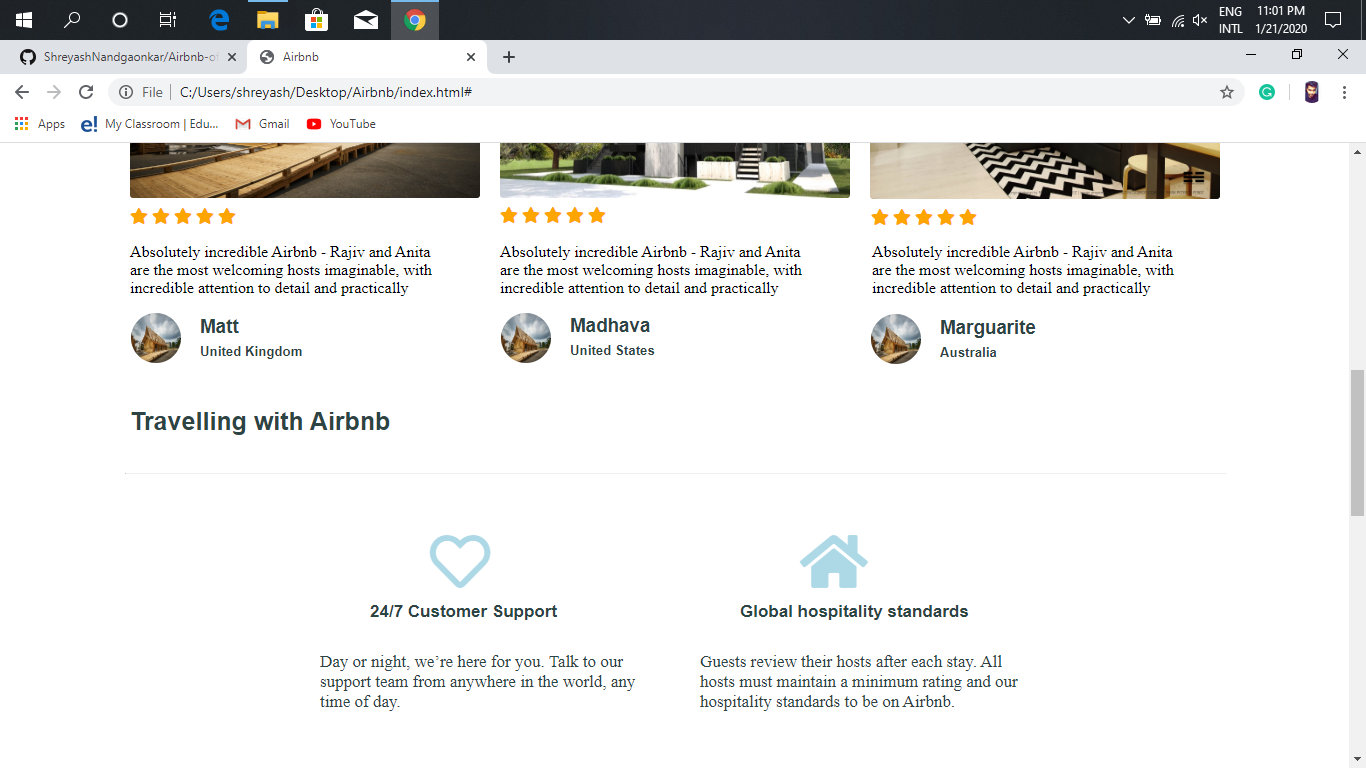 ENG
11:01 PM
INTL
1/21/2020
ShreyashNandgaonkar/Airbnb-of
Airbnb
File
C:/Users/shreyash/Desktop/Airbnb/index.html#
Apps
e! My Classroom | Edu...
Gmail
YouTube
Absolutely incredible Airbnb - Rajiv and Anita
are the most welcoming hosts imaginable, with
incredible attention to detail and practically
Matt
United Kingdom
Absolutely incredible Airbnb - Rajiv and Anita
are the most welcoming hosts imaginable, with
incredible attention to detail and practically
Madhava
United States
Absolutely incredible Airbnb - Rajiv and Anita
are the most welcoming hosts imaginable, with
incredible attention to detail and practically
Marguarite
Australia
Travelling with Airbnb
24/7 Customer Support
Day or night, we’re here for you. Talk to our
support team from anywhere in the world, any
time of day.
Global hospitality standards
Guests review their hosts after each stay. All
hosts must maintain a minimum rating and our
hospitality standards to be on Airbnb.